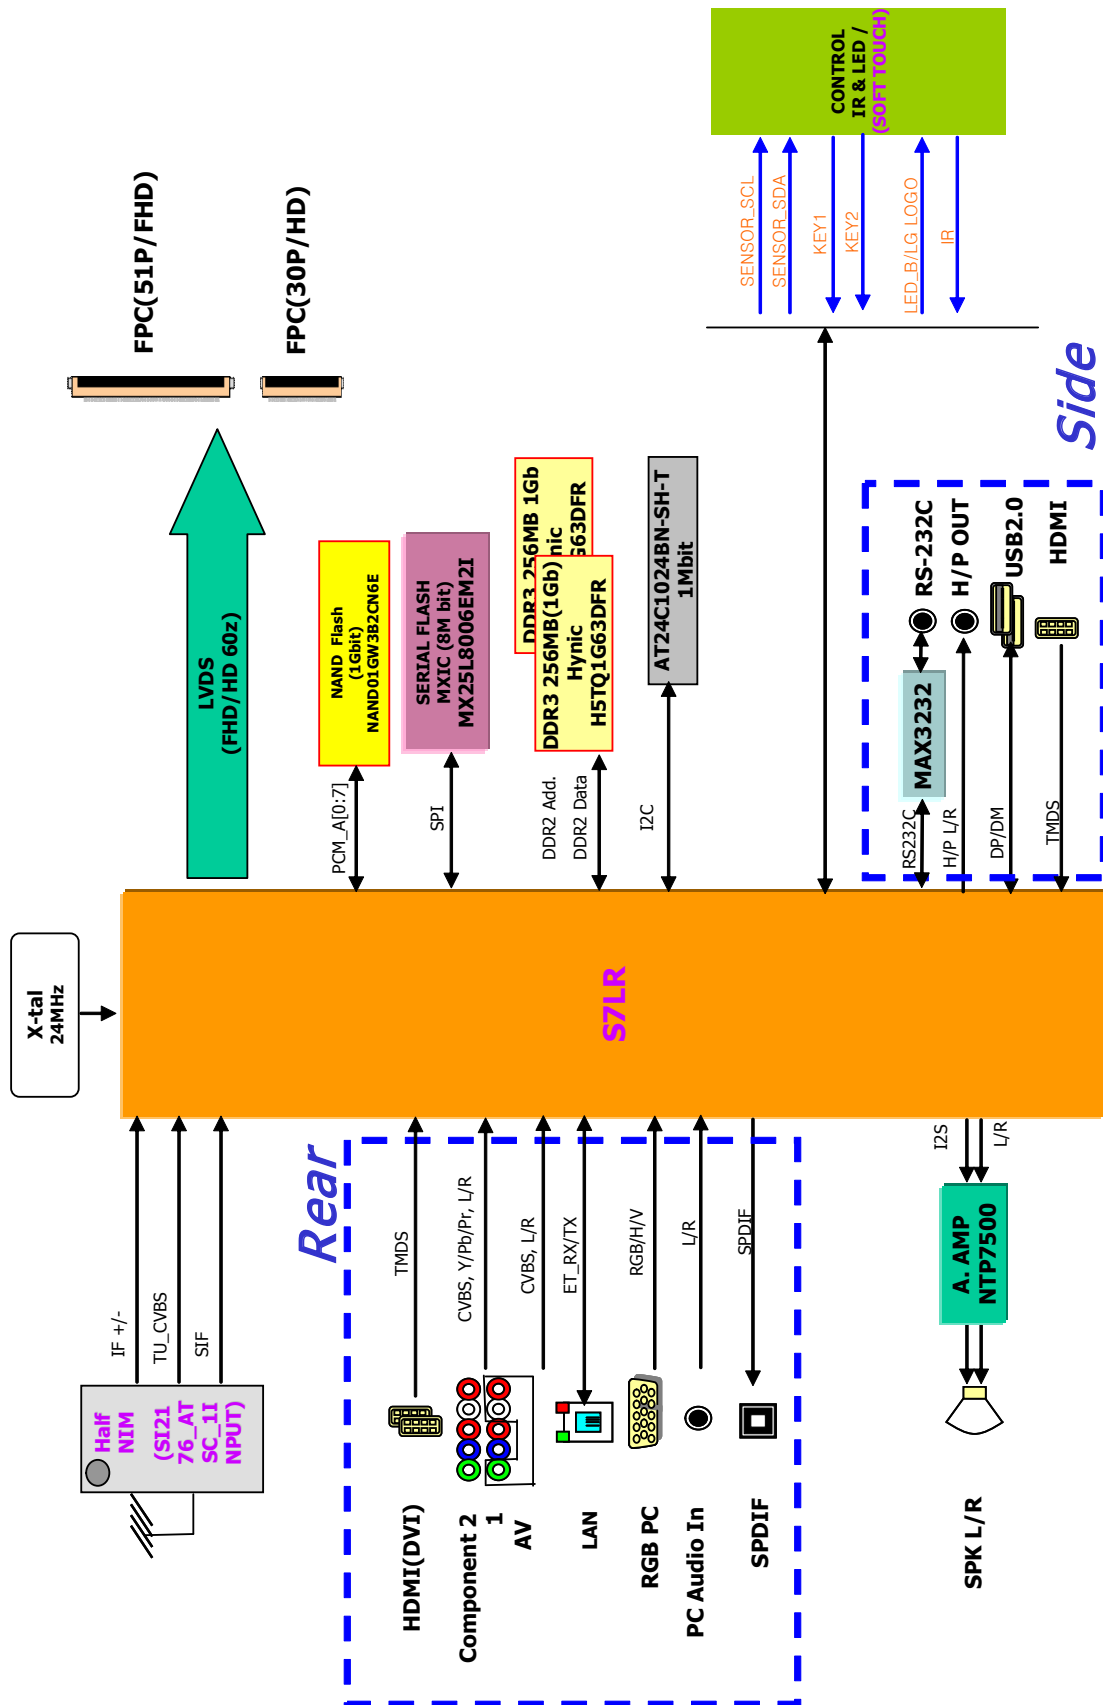 X-tal
24MHz
Half
NIM
(SI21
76_AT
SC_1I
NPUT)
IF +/-
TU_CVBS
SIF
Rear
HDMI(DVI)
TMDS
Component 2
1
CVBS, Y/Pb/Pr, L/R
AV
CVBS, L/R
LAN
ET_RX/TX
RGB PC
RGB/H/V
PC Audio In
L/R
SPDIF
SPDIF
SPK L/R
A. AMP
NTP7500
I2S
L/R
S7LR
LVDS
(FHD/HD 60z)
FPC(51P/FHD)
FPC(30P/HD)
PCM_A[0:7]
NAND Flash
(1Gbit)
NAND01GW3B2CN6E
SPI
SERIAL FLASH
MXIC (8M bit)
MX25L8006EM2I
DDR2 Add.
DDR2 Data
DDR3 256MB 1Gb
nic
G63DFR
DDR3 256MB(1Gb)
Hynic
H5TQ1G63DFR
I2C
AT24C1024BN-SH-T
1Mbit
CONTROL
IR & LED /
(SOFT TOUCH)
SENSOR_SCL
SENSOR_SDA
KEY1
KEY2
LED_B/LG LOGO
IR
Side
RS232C
MAX3232
RS-232C
H/P L/R
H/P OUT
DP/DM
USB2.0
TMDS
HDMI